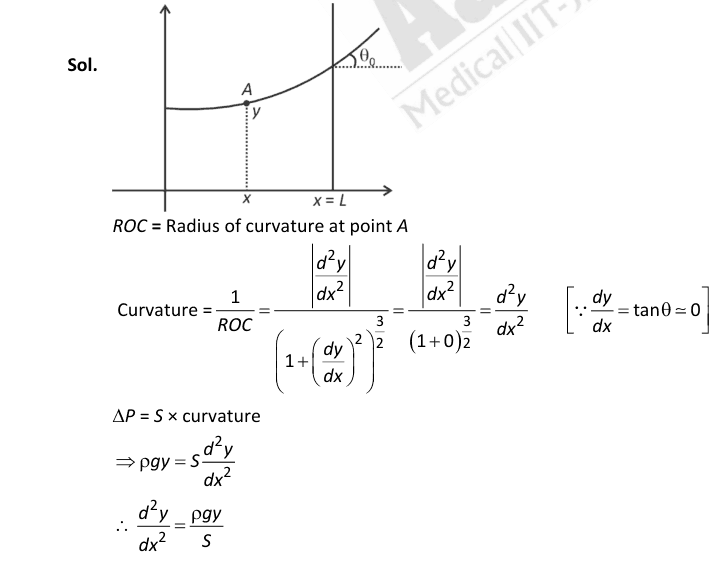 Medical|IIT-J
Sol.
θ₀
A
y
x
x = L
ROC = Radius of curvature at point A
Curvature = 1/ROC = |d²y/dx²| / (1 + (dy/dx)²)^(3/2) = |d²y/dx²| / (1+0)^(3/2) = d²y/dx² [∵ dy/dx = tanθ ≃ 0]
ΔP = S × curvature
⇒ ρgy = S d²y/dx²
∴ d²y/dx² = ρgy/S